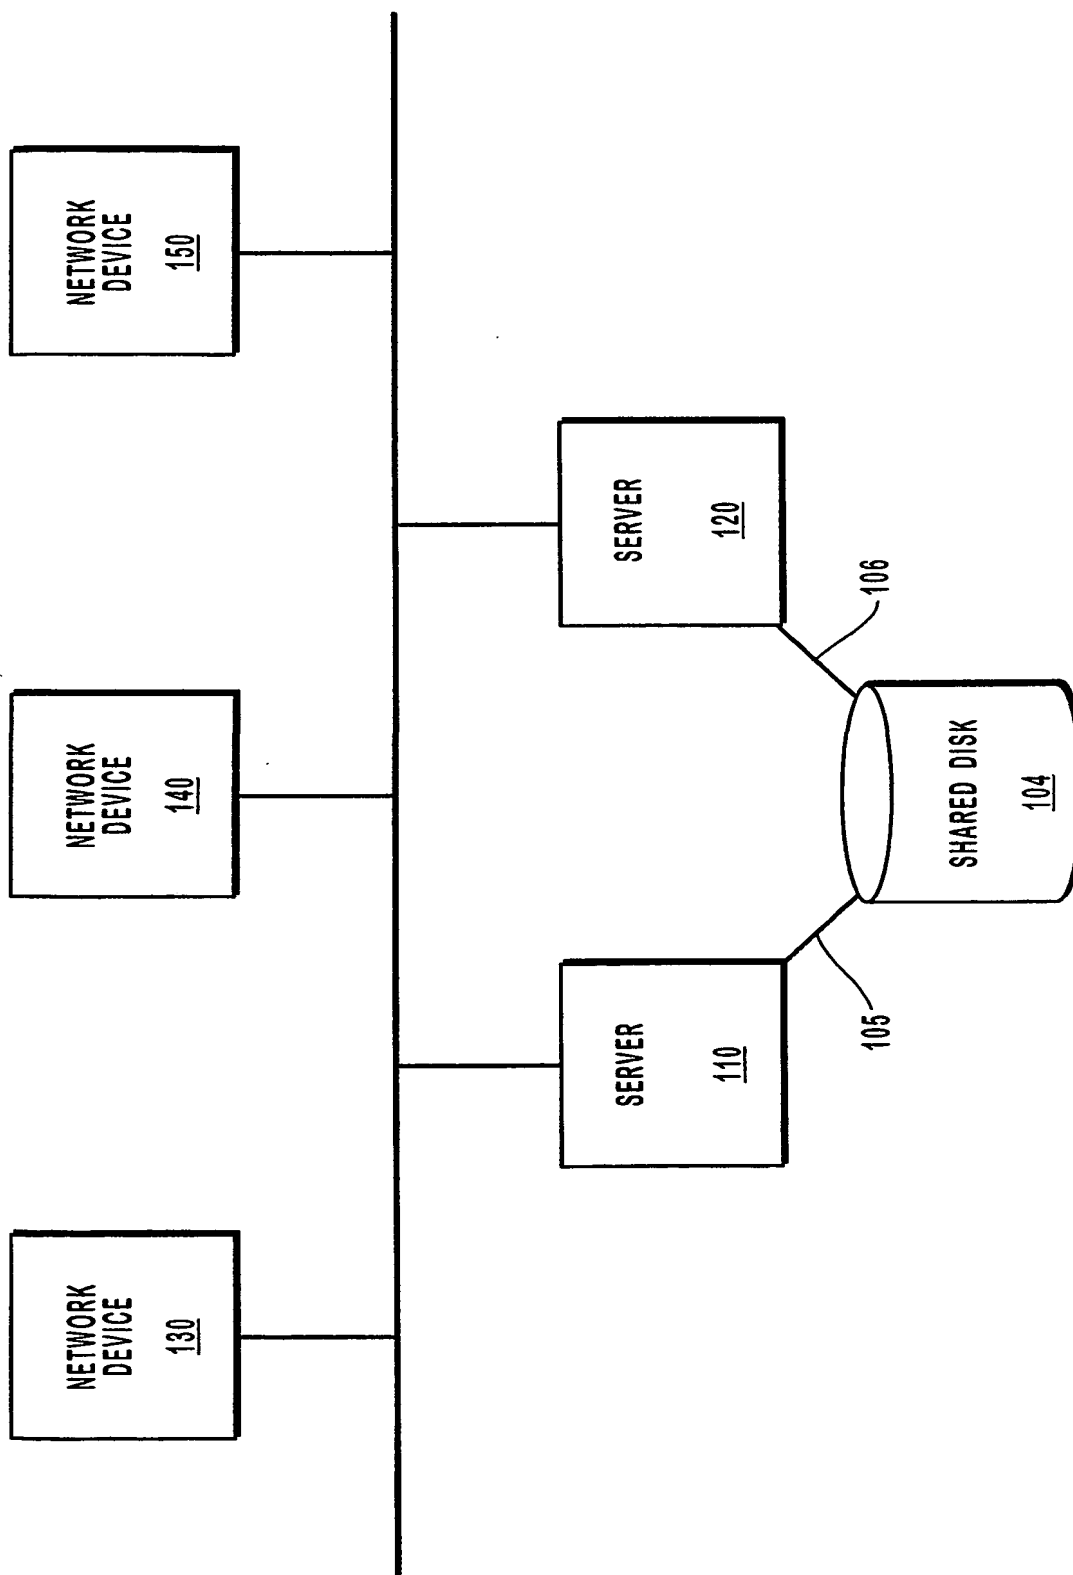 NETWORK
DEVICE
130
NETWORK
DEVICE
140
NETWORK
DEVICE
150
SERVER
110
SERVER
120
105
106
SHARED DISK
104